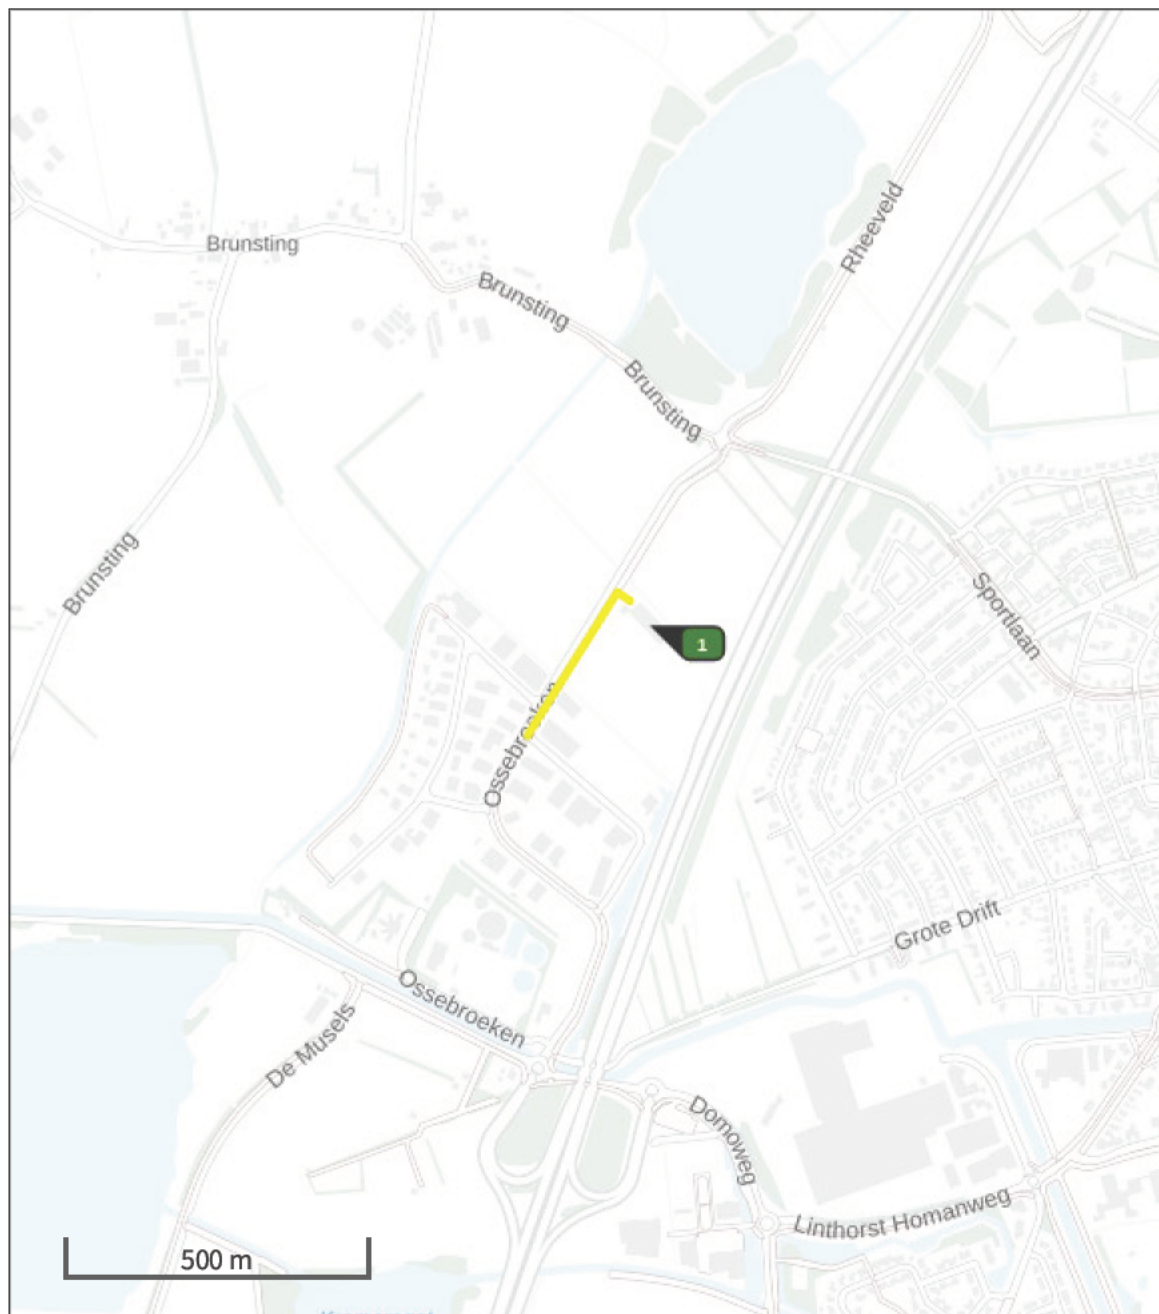 Rheeveld
Brunsting
Brunsting
Brunsting
Brunsting
Sportlaan
1
Ossebroeken
Grote Drift
Ossebroeken
De Musels
Domoweg
Linthorst Homanweg
500 m